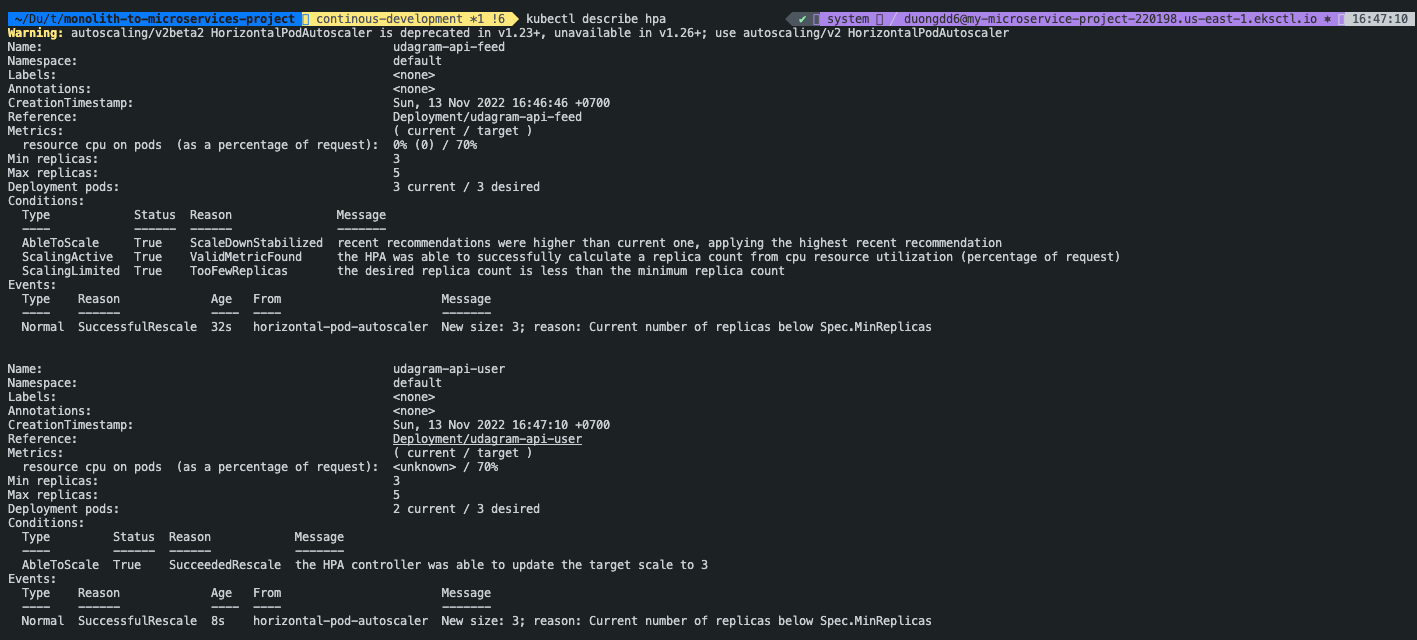 ~/Du/t/monolith-to-microservices-project continous-development *1 !6 kubectl describe hpa ✔ system / duongdd6@my-microservice-project-220198.us-east-1.eksctl.io * 16:47:10
Warning: autoscaling/v2beta2 HorizontalPodAutoscaler is deprecated in v1.23+, unavailable in v1.26+; use autoscaling/v2 HorizontalPodAutoscaler
Name: udagram-api-feed
Namespace: default
Labels: <none>
Annotations: <none>
CreationTimestamp: Sun, 13 Nov 2022 16:46:46 +0700
Reference: Deployment/udagram-api-feed
Metrics: ( current / target )
resource cpu on pods (as a percentage of request): 0% (0) / 70%
Min replicas: 3
Max replicas: 5
Deployment pods: 3 current / 3 desired
Conditions:
Type Status Reason Message
---- ------ ------ -------
AbleToScale True ScaleDownStabilized recent recommendations were higher than current one, applying the highest recent recommendation
ScalingActive True ValidMetricFound the HPA was able to successfully calculate a replica count from cpu resource utilization (percentage of request)
ScalingLimited True TooFewReplicas the desired replica count is less than the minimum replica count
Events:
Type Reason Age From Message
---- ------ ---- ---- -------
Normal SuccessfulRescale 32s horizontal-pod-autoscaler New size: 3; reason: Current number of replicas below Spec.MinReplicas
Name: udagram-api-user
Namespace: default
Labels: <none>
Annotations: <none>
CreationTimestamp: Sun, 13 Nov 2022 16:47:10 +0700
Reference: Deployment/udagram-api-user
Metrics: ( current / target )
resource cpu on pods (as a percentage of request): <unknown> / 70%
Min replicas: 3
Max replicas: 5
Deployment pods: 2 current / 3 desired
Conditions:
Type Status Reason Message
---- ------ ------ -------
AbleToScale True SucceededRescale the HPA controller was able to update the target scale to 3
Events:
Type Reason Age From Message
---- ------ ---- ---- -------
Normal SuccessfulRescale 8s horizontal-pod-autoscaler New size: 3; reason: Current number of replicas below Spec.MinReplicas